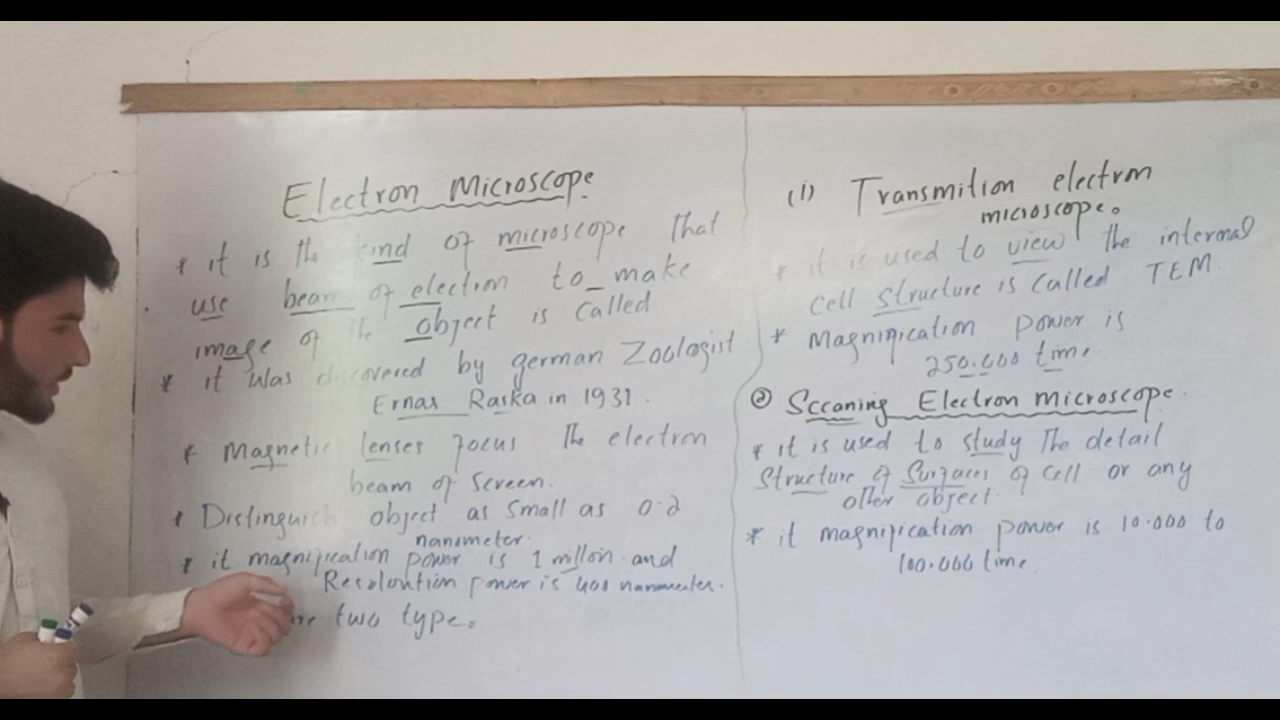 Electron Microscope
* it is the kind of microscope that
use beam of electron to make
image of the object is called
* it was discovered by german Zoologist
Ernas Raska in 1931.
* Magnetic lenses focus The electron
beam of Screen.
* Distinguish object as Small as 0.2
nanometer.
* it magnification power is 1 millon and
Resoloution power is 400 nanometer.
two type.
(i) Transmition electron
microscope.
* it is used to view the internal
Cell Structure is Called TEM
* Magnification power is
250.000 time
② Sccaning Electron microscope.
* it is used to study The detail
Structure of Surfaces of Cell or any
other object.
* it magnification power is 10.000 to
100.000 time.